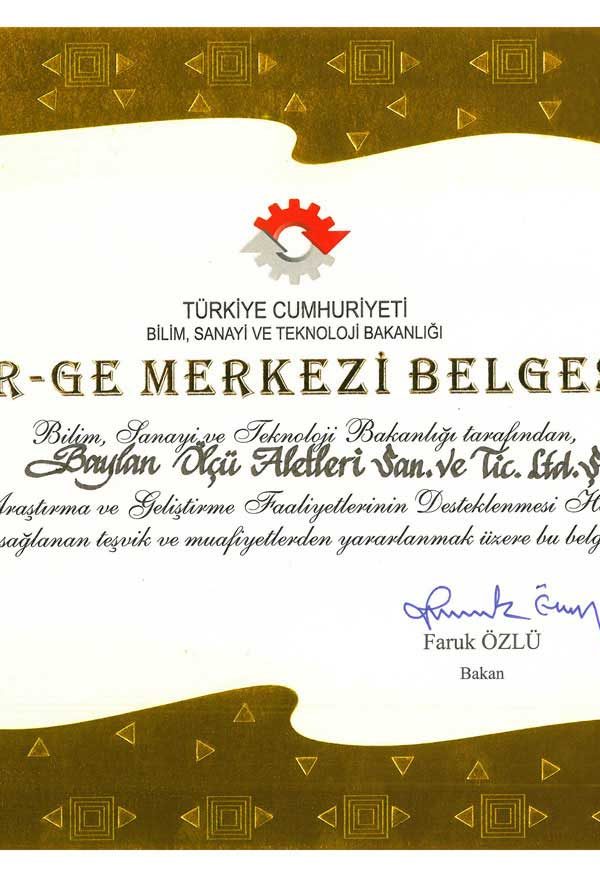 TÜRKİYE CUMHURİYETİ
BİLİM, SANAYİ VE TEKNOLOJİ BAKANLIĞI
R-GE MERKEZİ BELGES
Bilim, Sanayi ve Teknoloji Bakanlığı tarafından,
Baylan Ölçü Aletleri San. ve Tic. Ltd. Ş
Araştırma ve Geliştirme Faaliyetlerinin Desteklenmesi H
sağlanan teşvik ve muafiyetlerden yararlanmak üzere bu belg
Faruk ÖZLÜ
Bakan